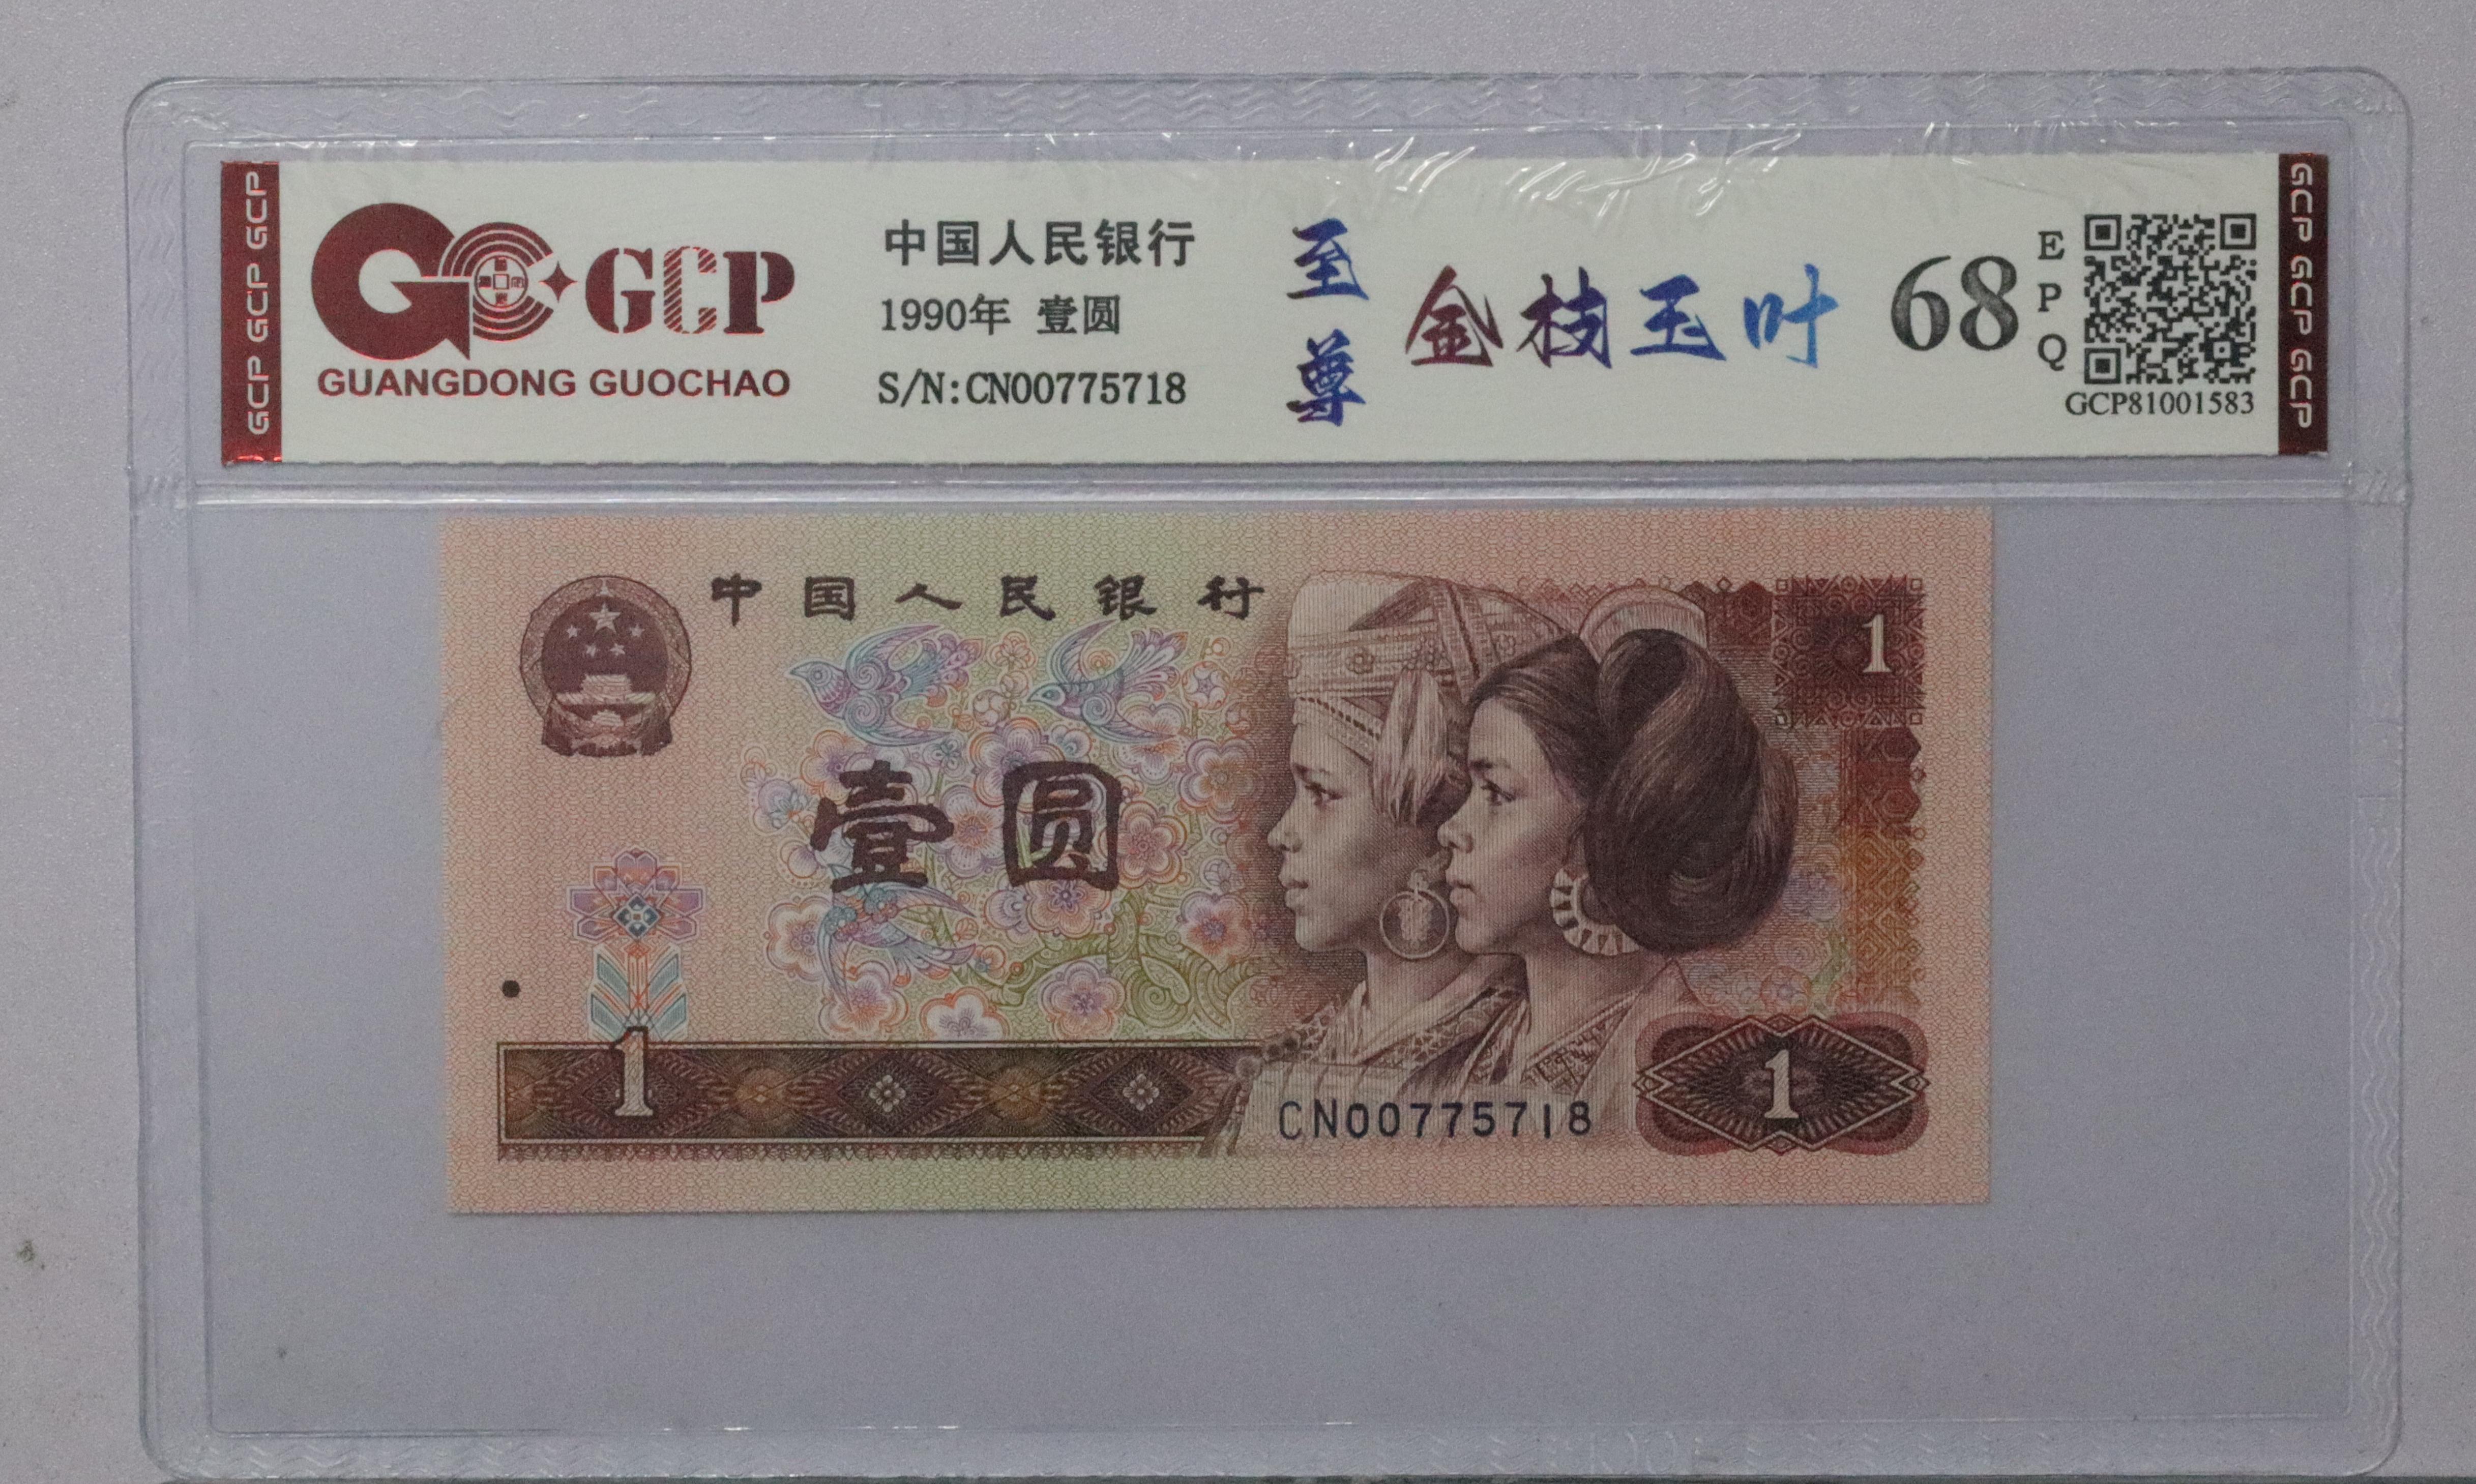 GCP GCP GCP
GCP
GUANGDONG GUOCHAO
中国人民银行
1990年 壹圆
S/N:CN00775718
至尊
金枝玉叶
68
EPQ
GCP81001583
GCP GCP GCP
中国人民银行
1
壹圆
1
1
CN00775718